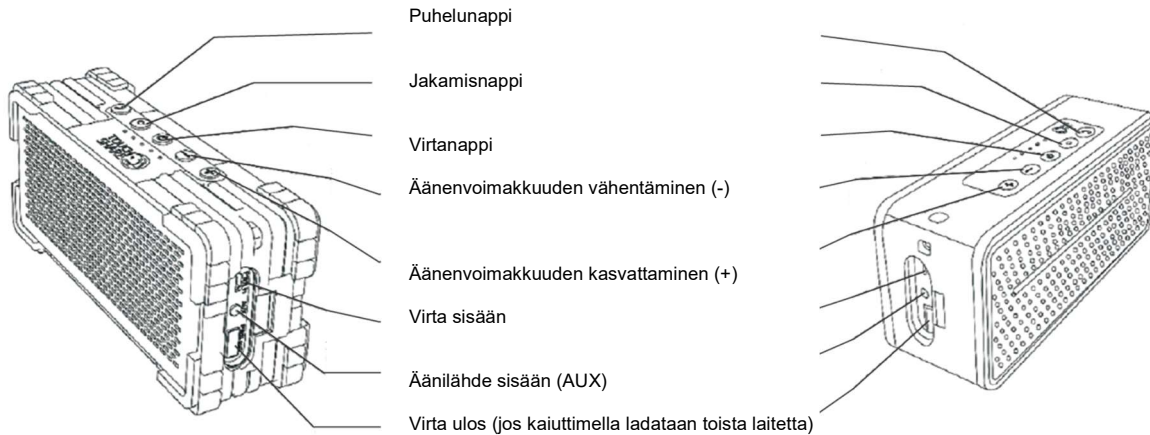 Puhelunappi
Jakamisnappi
Virtanappi
Äänenvoimakkuuden vähentäminen (-)
Äänenvoimakkuuden kasvattaminen (+)
Virta sisään
Äänilähde sisään (AUX)
Virta ulos (jos kaiuttimella ladataan toista laitetta)